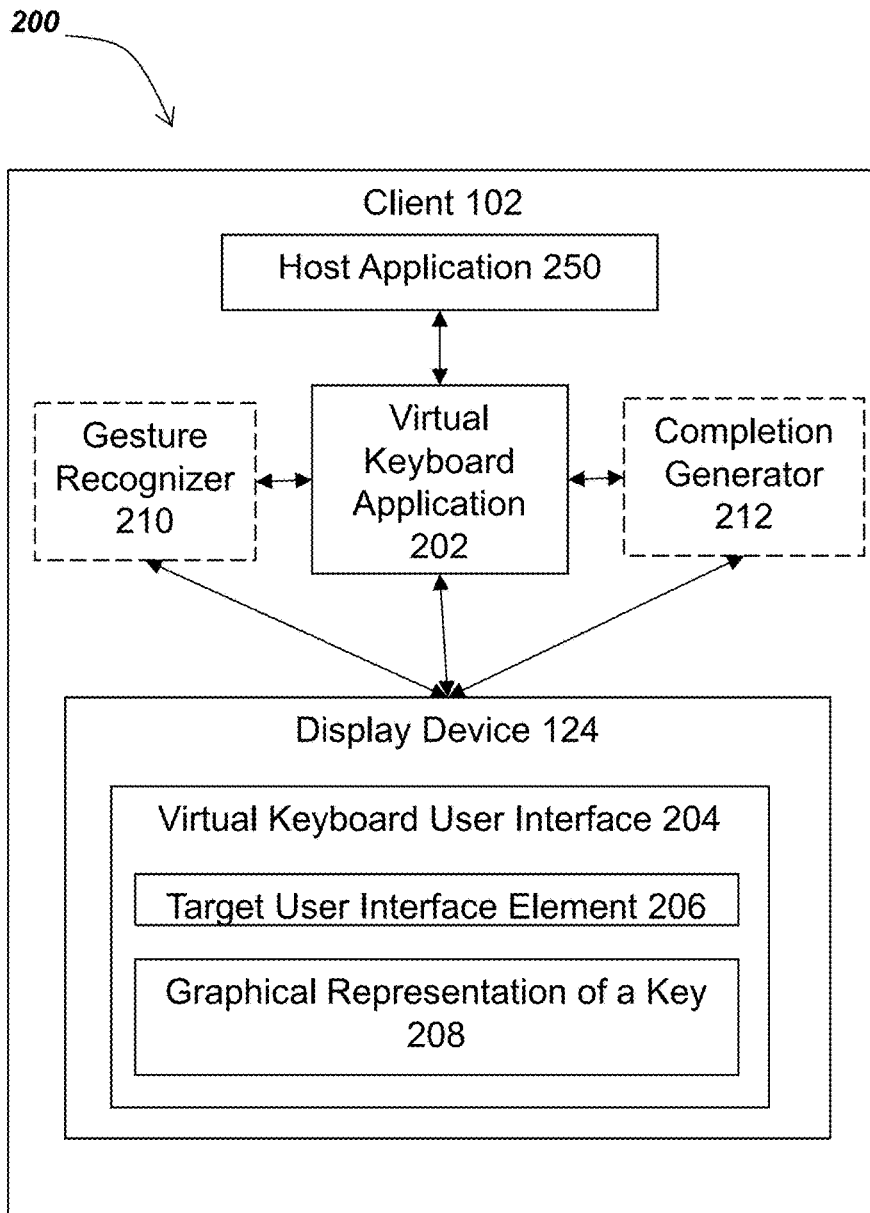 200
Client 102
Host Application 250
Gesture
Recognizer
210
Virtual
Keyboard
Application
202
Completion
Generator
212
Display Device 124
Virtual Keyboard User Interface 204
Target User Interface Element 206
Graphical Representation of a Key
208